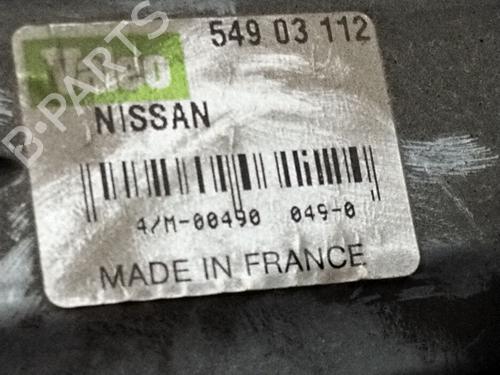 Valeo
549 03 112
NISSAN
4/M-00490 049-0
MADE IN FRANCE
B-PARTS